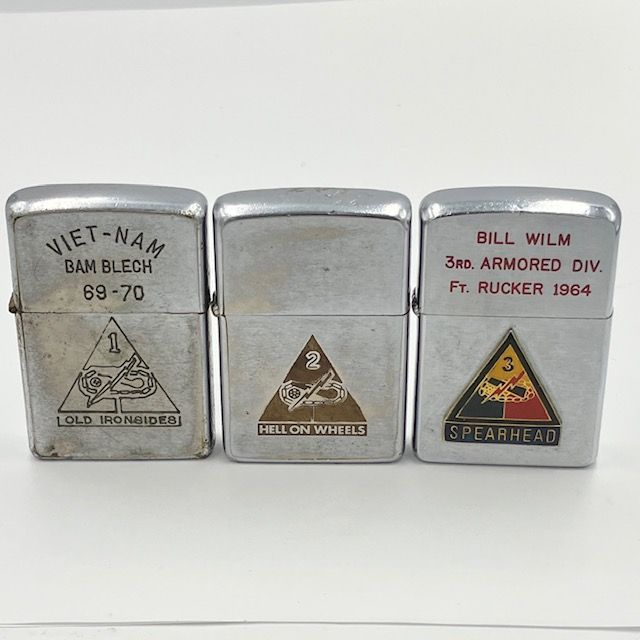 VIET-NAM
BAM BLECH
69-70
1
OLD IRONSIDES
2
HELL ON WHEELS
BILL WILM
3RD. ARMORED DIV.
FT. RUCKER 1964
3
SPEARHEAD